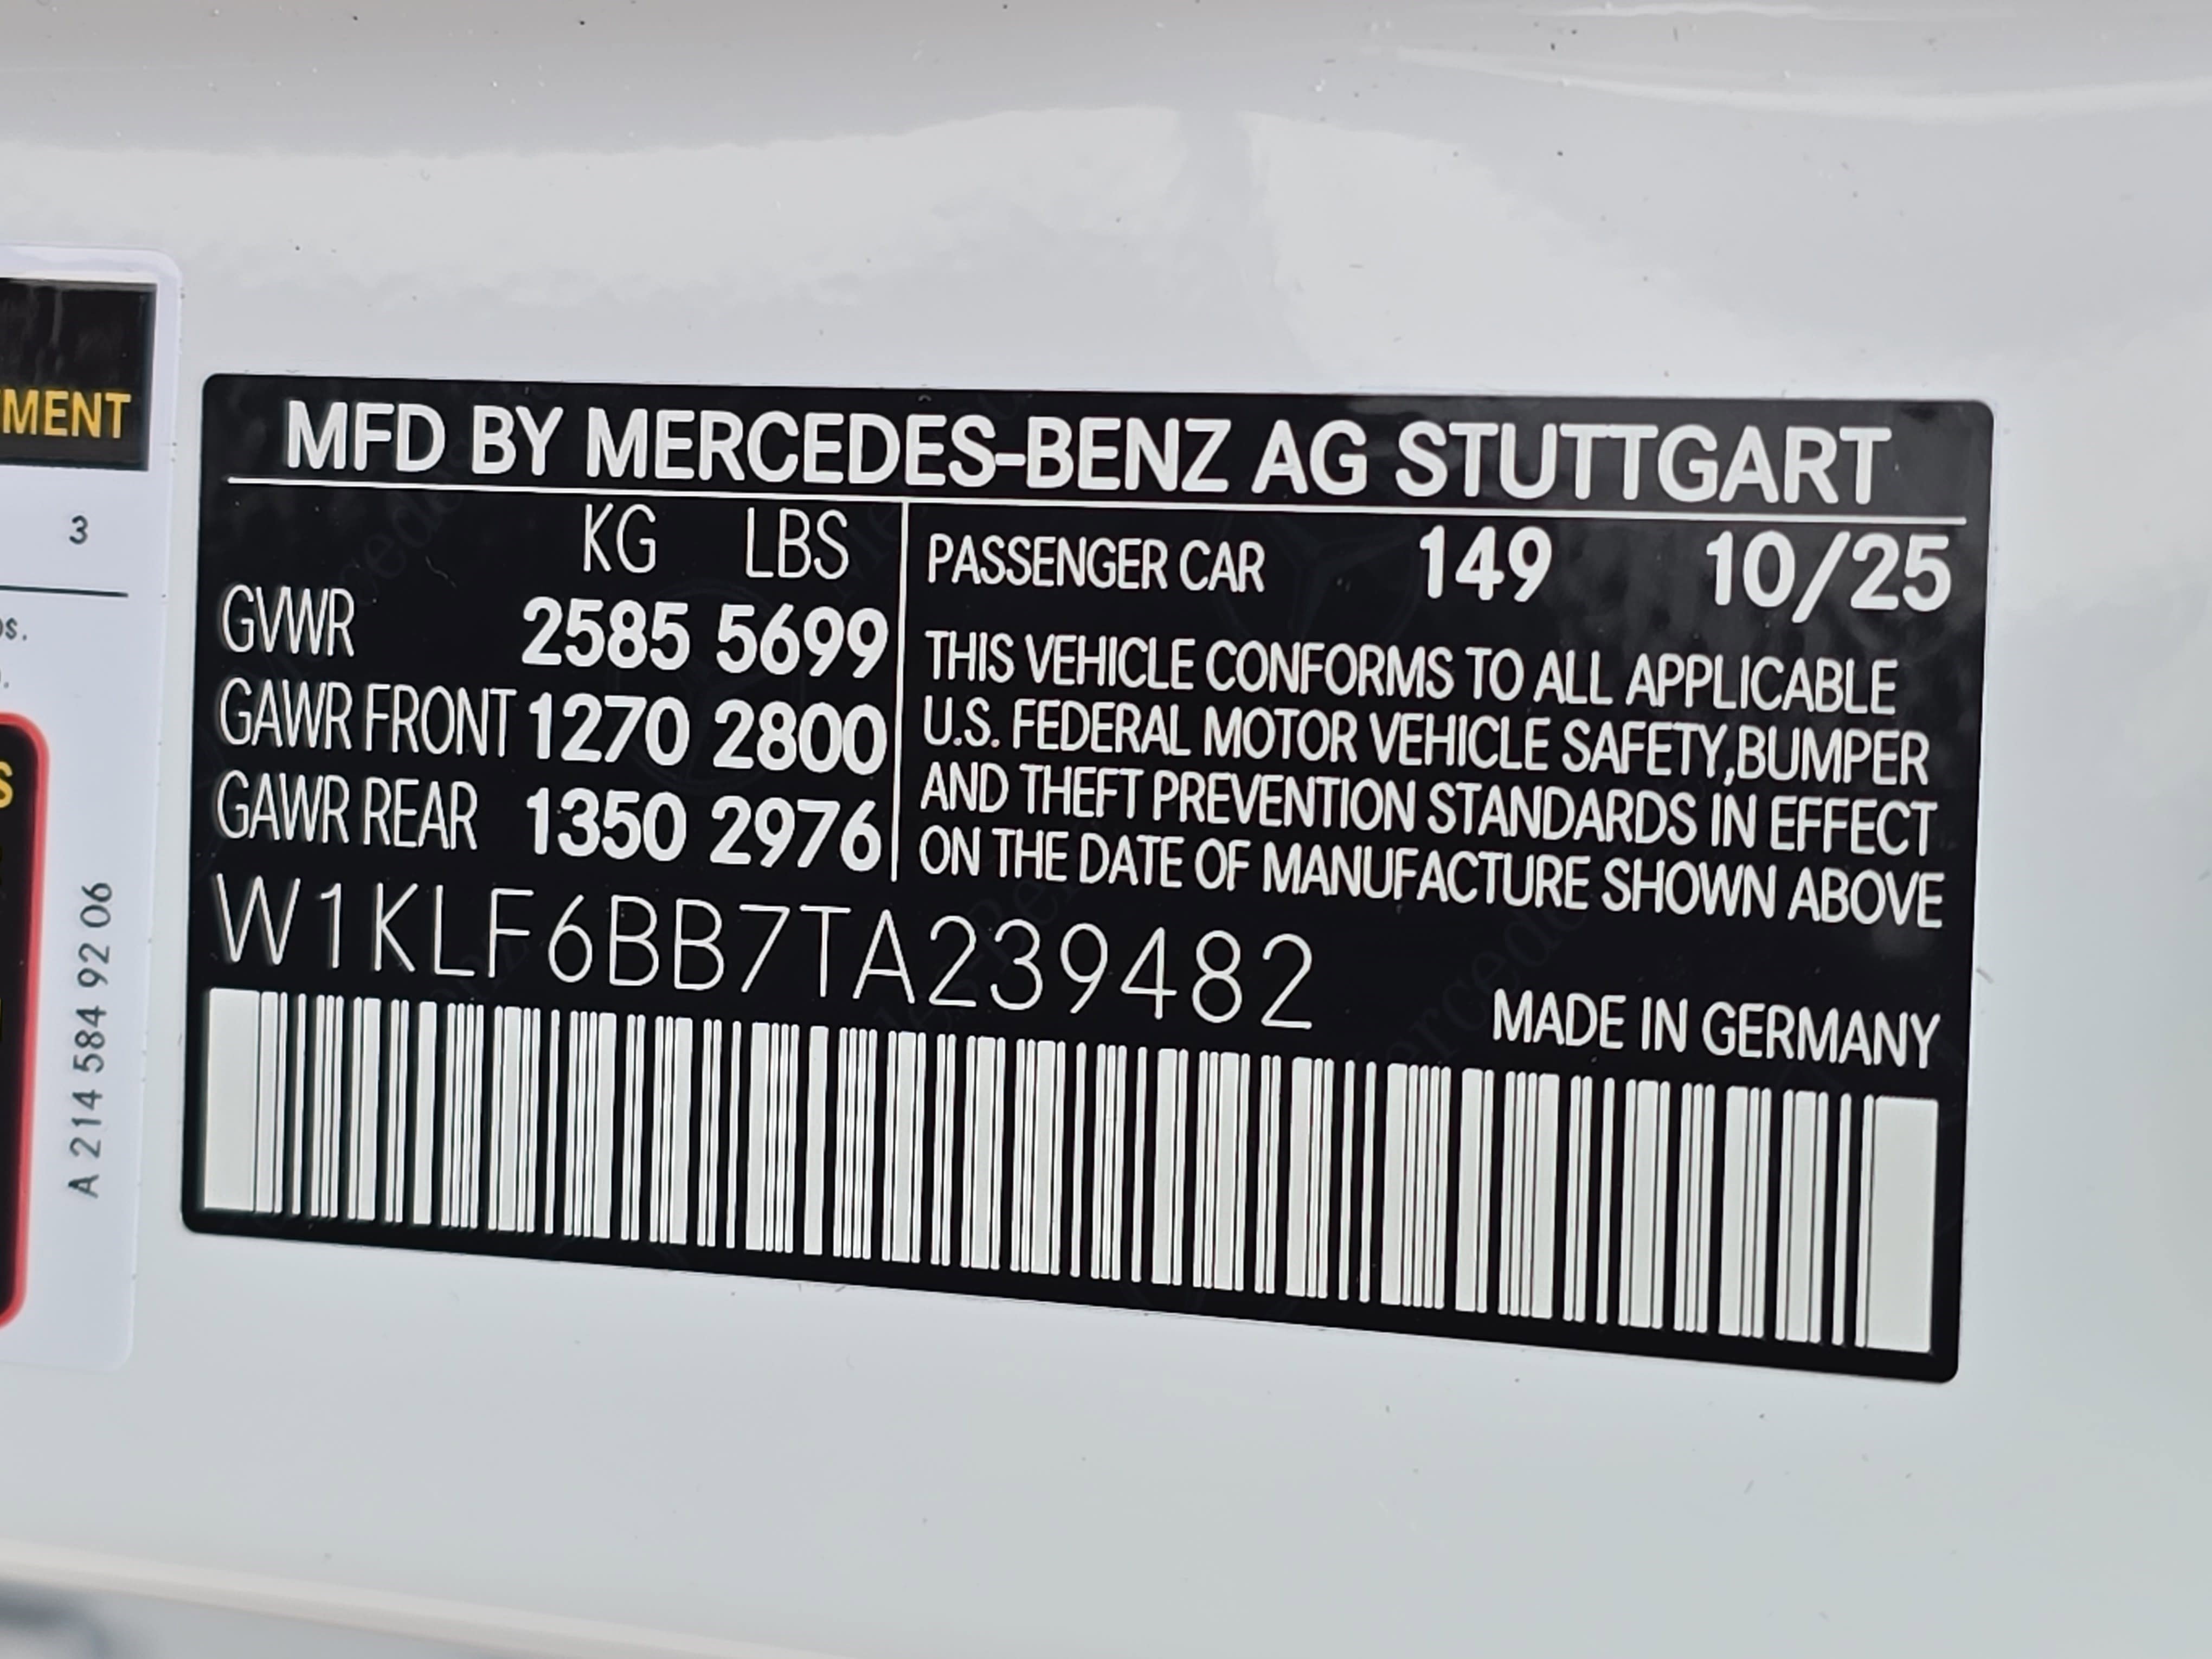 MENT
3
os.
S
A 214 584 92 06
MFD BY MERCEDES-BENZ AG STUTTGART
KG LBS
GVWR 2585 5699
GAWR FRONT 1270 2800
GAWR REAR 1350 2976
PASSENGER CAR 149 10/25
THIS VEHICLE CONFORMS TO ALL APPLICABLE
U.S. FEDERAL MOTOR VEHICLE SAFETY,BUMPER
AND THEFT PREVENTION STANDARDS IN EFFECT
ON THE DATE OF MANUFACTURE SHOWN ABOVE
W1KLF6BB7TA239482
MADE IN GERMANY